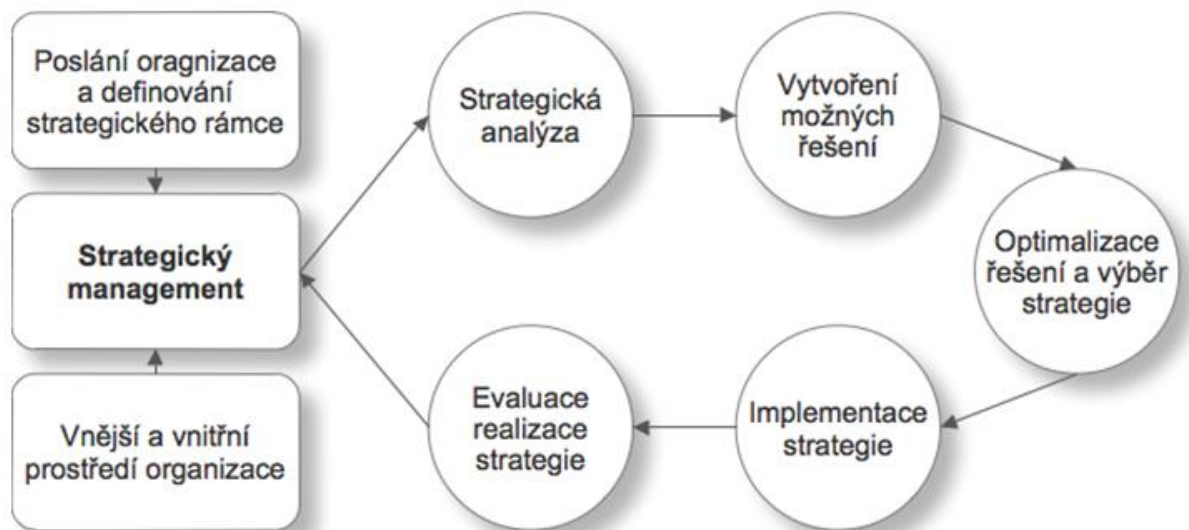 Poslání oragnizace
a definování
strategického rámce
Strategický
management
Vnější a vnitřní
prostředí organizace
Strategická
analýza
Vytvoření
možných
řešení
Optimalizace
řešení a výběr
strategie
Implementace
strategie
Evaluace
realizace
strategie